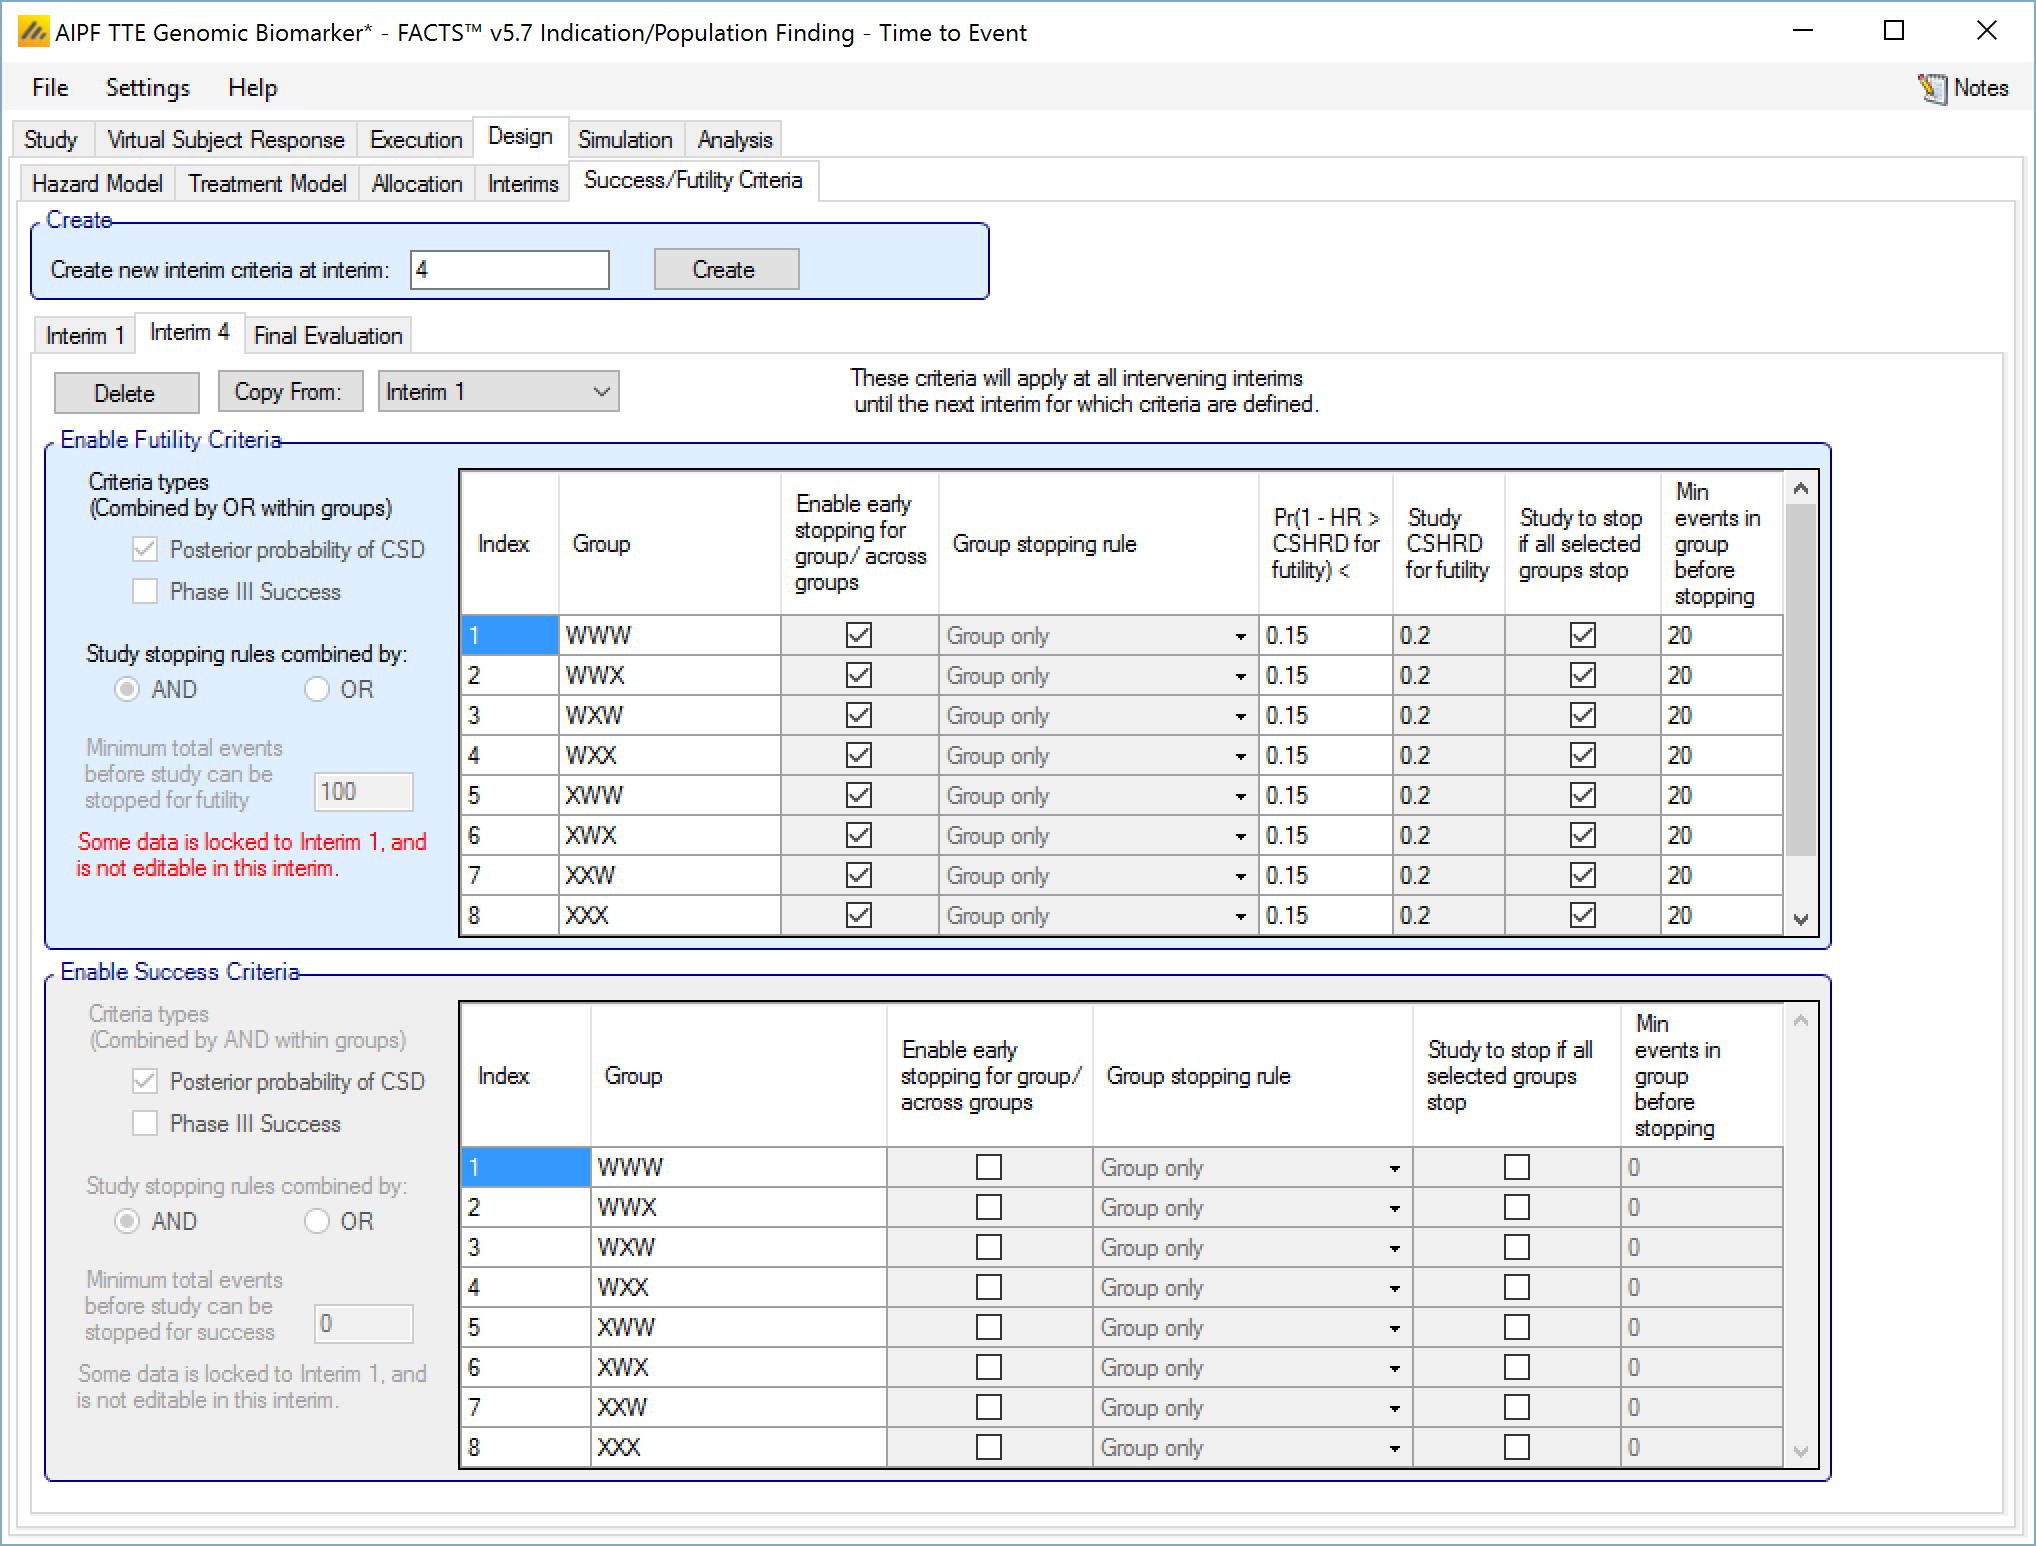 AIPF TTE Genomic Biomarker* - FACTS™ v5.7 Indication/Population Finding - Time to Event
File Settings Help Notes
Study Virtual Subject Response Execution Design Simulation Analysis
Hazard Model Treatment Model Allocation Interims Success/Futility Criteria
Create
Create new interim criteria at interim: 4 Create
Interim 1 Interim 4 Final Evaluation
Delete Copy From: Interim 1
These criteria will apply at all intervening interims
until the next interim for which criteria are defined.
Enable Futility Criteria
Criteria types
(Combined by OR within groups)
Posterior probability of CSD
Phase III Success
Study stopping rules combined by:
AND OR
Minimum total events
before study can be
stopped for futility
100
Some data is locked to Interim 1, and
is not editable in this interim.
Index
Group
Enable early
stopping for
group/ across
groups
Group stopping rule
Pr(1 - HR >
CSHRD for
futility) <
Study
CSHRD
for futility
Study to stop
if all selected
groups stop
Min
events in
group
before
stopping
1 WWW Group only 0.15 0.2 20
2 WWX Group only 0.15 0.2 20
3 WXW Group only 0.15 0.2 20
4 WXX Group only 0.15 0.2 20
5 XWW Group only 0.15 0.2 20
6 XWX Group only 0.15 0.2 20
7 XXW Group only 0.15 0.2 20
8 XXX Group only 0.15 0.2 20
Enable Success Criteria
Criteria types
(Combined by AND within groups)
Posterior probability of CSD
Phase III Success
Study stopping rules combined by:
AND OR
Minimum total events
before study can be
stopped for success
0
Some data is locked to Interim 1, and
is not editable in this interim.
Index
Group
Enable early
stopping for group/
across groups
Group stopping rule
Study to stop if all
selected groups
stop
Min
events in
group
before
stopping
1 WWW Group only 0
2 WWX Group only 0
3 WXW Group only 0
4 WXX Group only 0
5 XWW Group only 0
6 XWX Group only 0
7 XXW Group only 0
8 XXX Group only 0